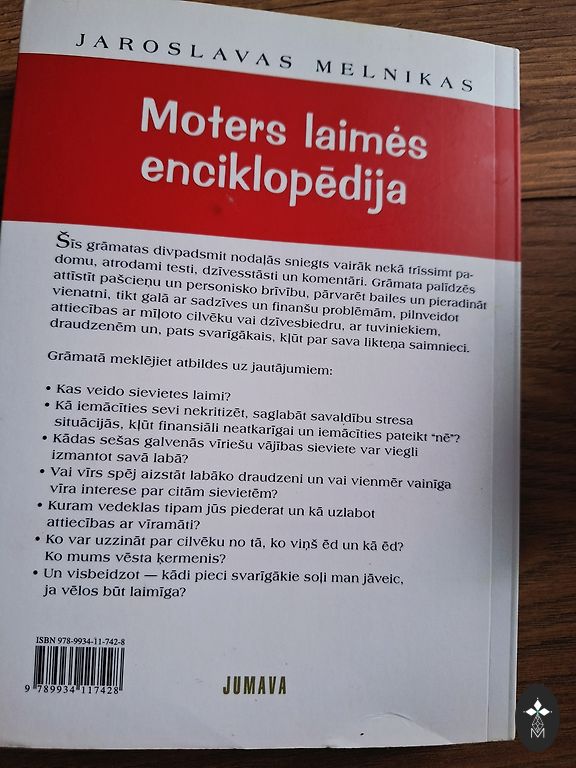 JAROSLAVAS MELNIKAS
Moters laimės
enciklopēdija
Šīs grāmatas divpadsmit nodaļās sniegts vairāk nekā trīssimt pa-
domu, atrodami testi, dzīvesstāsti un komentāri. Grāmata palīdzēs
attīstīt pašcieņu un personisko brīvību, pārvarēt bailes un pieradināt
vienatni, tikt galā ar sadzīves un finanšu problēmām, pilnveidot
attiecības ar mīļoto cilvēku vai dzīvesbiedru, ar tuviniekiem,
draudzenēm un, pats svarīgākais, kļūt par sava likteņa saimnieci.
Grāmatā meklējiet atbildes uz jautājumiem:
• Kas veido sievietes laimi?
• Kā iemācīties sevi nekritizēt, saglabāt savaldību stresa
situācijās, kļūt finansiāli neatkarīgai un iemācīties pateikt “nē”?
• Kādas sešas galvenās vīriešu vājības sieviete var viegli
izmantot savā labā?
• Vai vīrs spēj aizstāt labāko draudzeni un vai vienmēr vainīga
vīra interese par citām sievietēm?
• Kuram vedeklas tipam jūs piederat un kā uzlabot
attiecības ar vīramāti?
• Ko var uzzināt par cilvēku no tā, ko viņš ēd un kā ēd?
Ko mums vēsta ķermenis?
• Un visbeidzot — kādi pieci svarīgākie soļi man jāveic,
ja vēlos būt laimīga?
ISBN 978-9934-11-742-8
9 789934 117428
JUMAVA
M